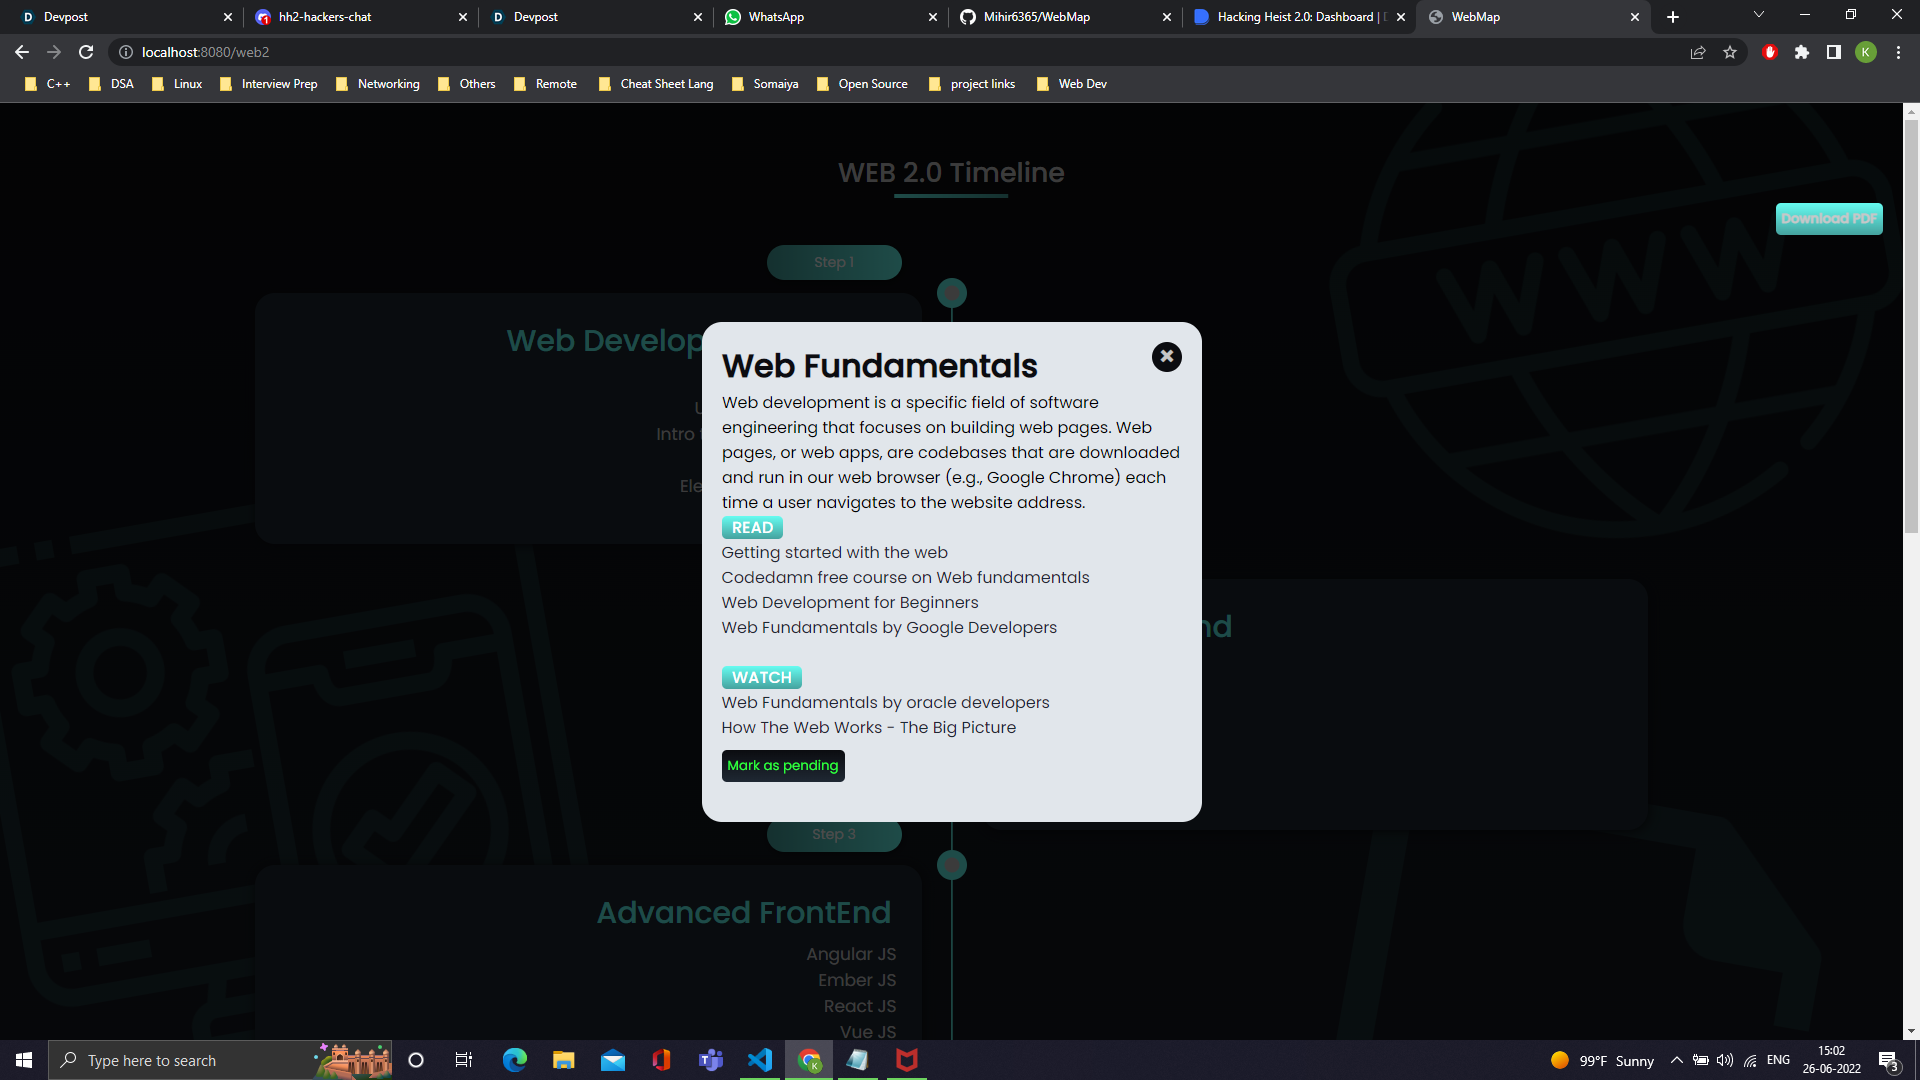 Devpost
hh2-hackers-chat
Devpost
WhatsApp
Mihir6365/WebMap
Hacking Heist 2.0: Dashboard |
WebMap
localhost:8080/web2
K
C++
DSA
Linux
Interview Prep
Networking
Others
Remote
Cheat Sheet Lang
Somaiya
Open Source
project links
Web Dev
WEB 2.0 Timeline
Download PDF
WWW
Step 1
Web Develop
Intro
Ele
Web Fundamentals
Web development is a specific field of software
engineering that focuses on building web pages. Web
pages, or web apps, are codebases that are downloaded
and run in our web browser (e.g., Google Chrome) each
time a user navigates to the website address.
READ
Getting started with the web
Codedamn free course on Web fundamentals
Web Development for Beginners
Web Fundamentals by Google Developers
WATCH
Web Fundamentals by oracle developers
How The Web Works - The Big Picture
Mark as pending
nd
Step 3
Advanced FrontEnd
Angular JS
Ember JS
React JS
Vue JS
Type here to search
99°F Sunny
ENG
15:02
26-06-2022
3